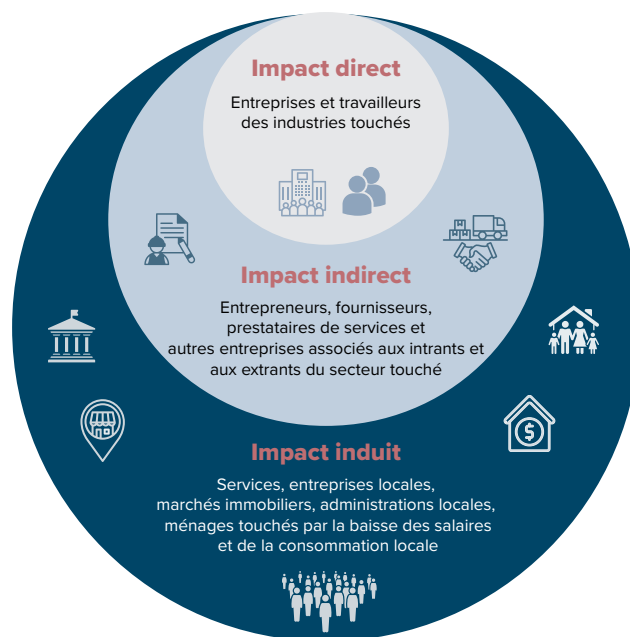 Impact direct
Entreprises et travailleurs
des industries touchés
Impact indirect
Entrepreneurs, fournisseurs,
prestataires de services et
autres entreprises associés aux intrants et
aux extrants du secteur touché
$
Impact induit
Services, entreprises locales,
marchés immobiliers, administrations locales,
ménages touchés par la baisse des salaires
et de la consommation locale